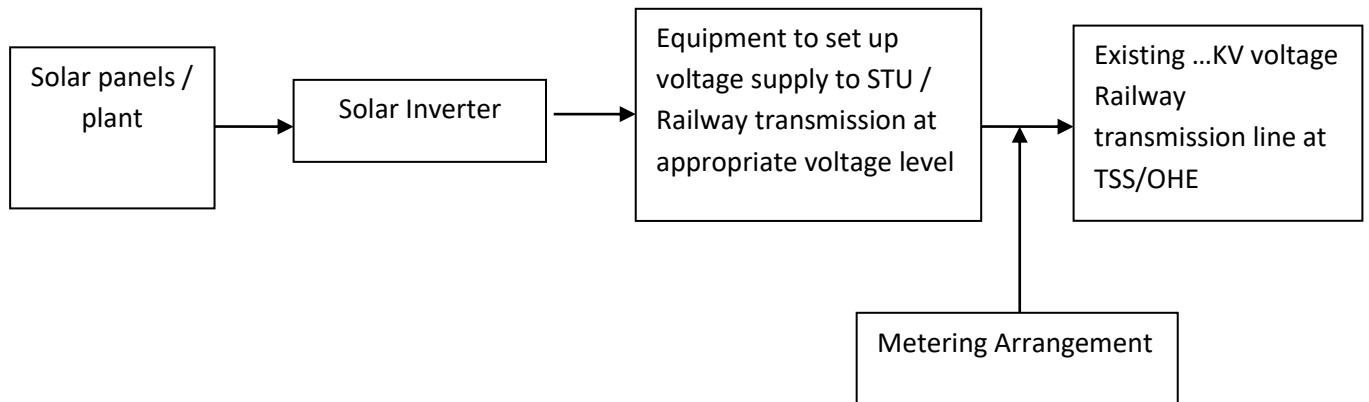 Solar panels /
plant
Solar Inverter
Equipment to set up
voltage supply to STU /
Railway transmission at
appropriate voltage level
Existing …KV voltage
Railway
transmission line at
TSS/OHE
Metering Arrangement